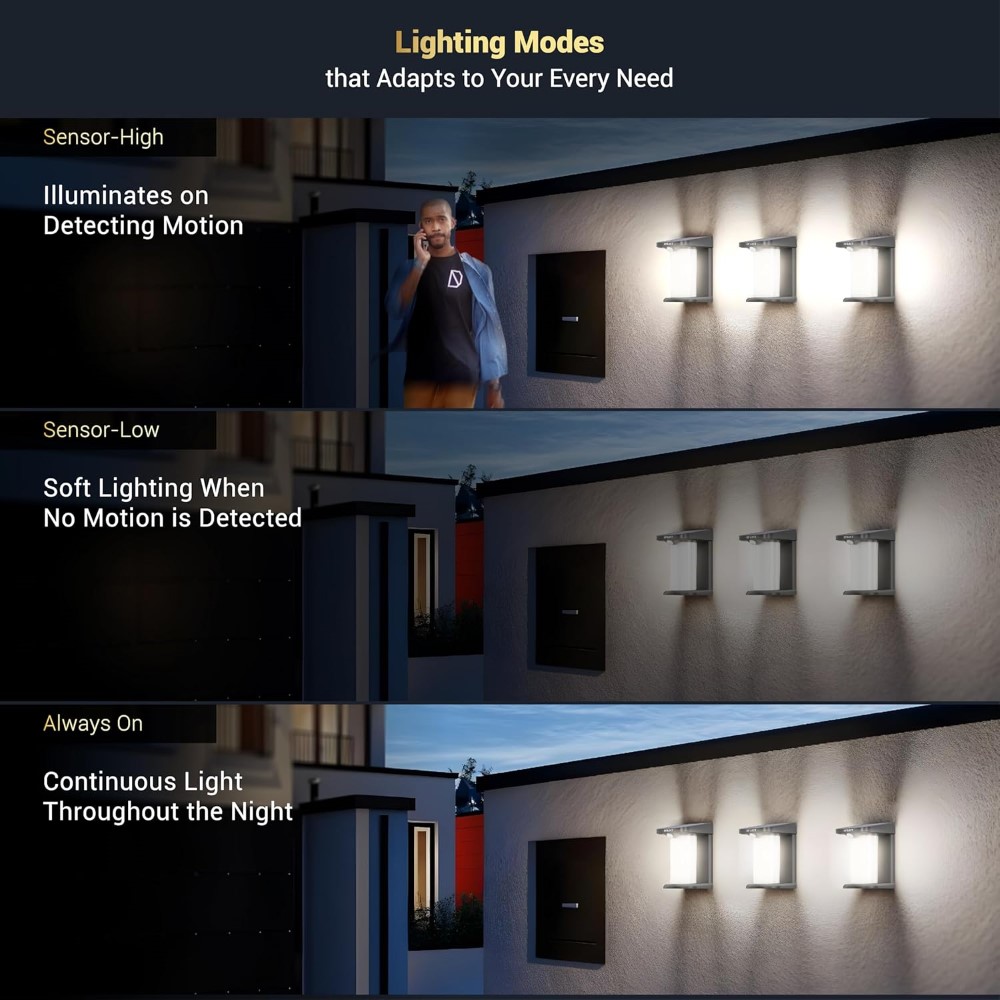 Lighting Modes
that Adapts to Your Every Need
Sensor-High
Illuminates on
Detecting Motion
Sensor-Low
Soft Lighting When
No Motion is Detected
Always On
Continuous Light
Throughout the Night